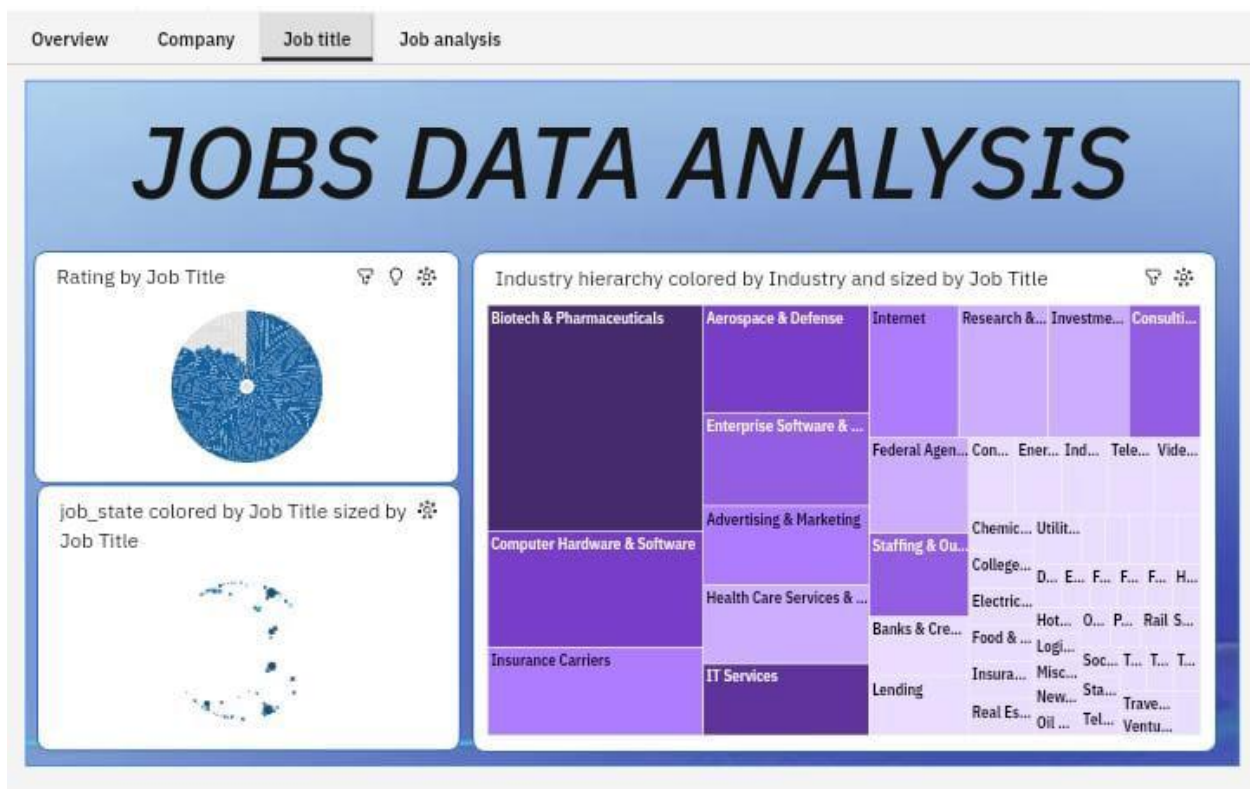 Overview Company Job title Job analysis
JOBS DATA ANALYSIS
Rating by Job Title
job_state colored by Job Title sized by
Job Title
Industry hierarchy colored by Industry and sized by Job Title
Biotech & Pharmaceuticals
Computer Hardware & Software
Insurance Carriers
Aerospace & Defense
Enterprise Software & ...
Advertising & Marketing
Health Care Services & ...
IT Services
Internet
Research &...
Investme...
Consulti...
Federal Agen...
Staffing & Ou...
Banks & Cre...
Lending
Con...
Ener...
Ind...
Tele...
Vide...
Chemic...
College...
Electric...
Food & ...
Insura...
Real Es...
Utilit...
D... E... F... F... F... H...
Hot...
Logi...
Misc...
New...
Oil ...
O... P... Rail S...
Soc... T... T... T...
Sta...
Tel...
Trave...
Ventu...